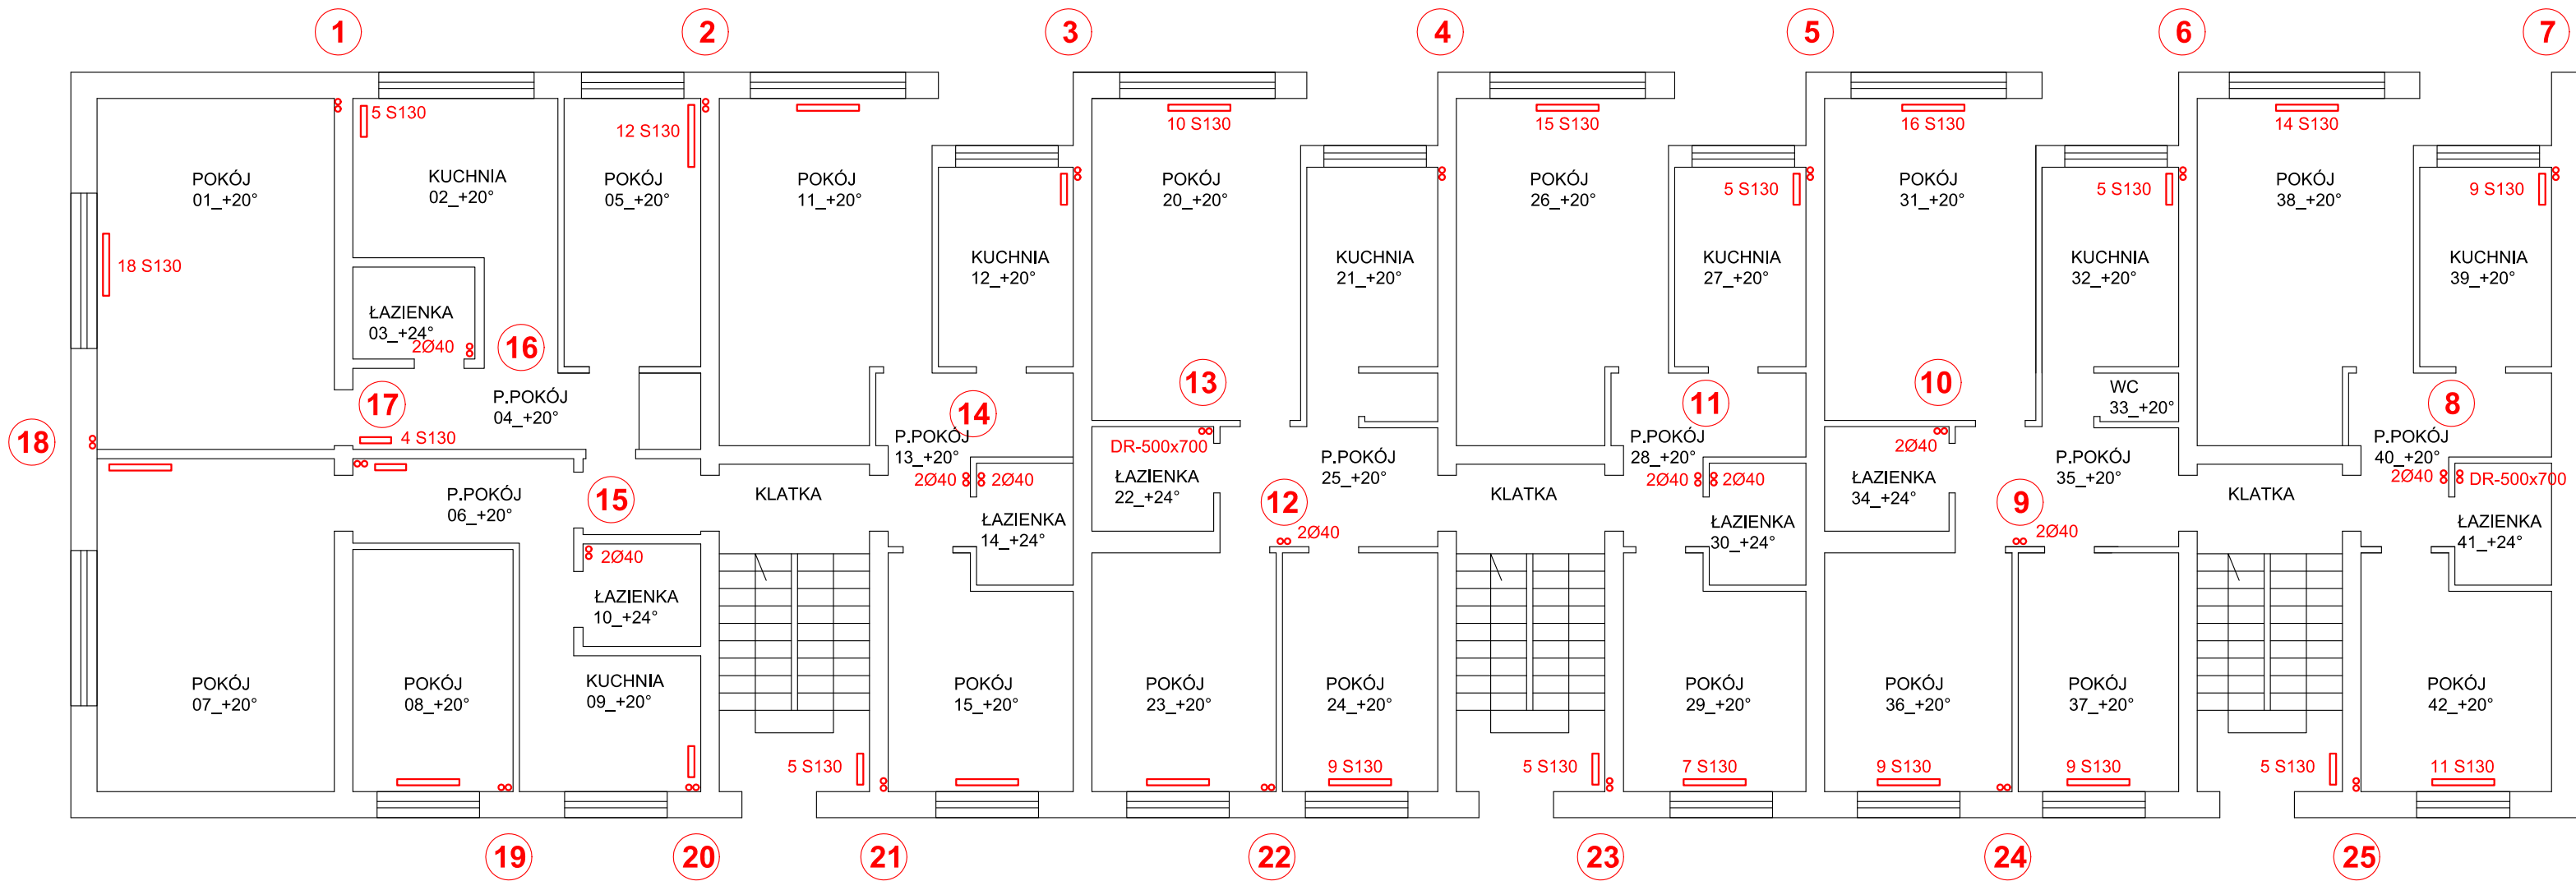 1
2
3
4
5
6
7
5 S130
12 S130
10 S130
15 S130
16 S130
14 S130
POKÓJ
01_+20°
KUCHNIA
02_+20°
POKÓJ
05_+20°
POKÓJ
11_+20°
POKÓJ
20_+20°
POKÓJ
26_+20°
5 S130
POKÓJ
31_+20°
5 S130
POKÓJ
38_+20°
9 S130
18 S130
KUCHNIA
12_+20°
KUCHNIA
21_+20°
KUCHNIA
27_+20°
KUCHNIA
32_+20°
KUCHNIA
39_+20°
ŁAZIENKA
03_+24°
2Ø40
16
P.POKÓJ
04_+20°
17
4 S130
18
14
P.POKÓJ
13_+20°
2Ø40
2Ø40
13
DR-500x700
ŁAZIENKA
22_+24°
P.POKÓJ
25_+20°
11
P.POKÓJ
28_+20°
2Ø40
2Ø40
10
2Ø40
ŁAZIENKA
34_+24°
WC
33_+20°
P.POKÓJ
35_+20°
8
P.POKÓJ
40_+20°
2Ø40
DR-500x700
P.POKÓJ
06_+20°
15
KLATKA
ŁAZIENKA
14_+24°
12
2Ø40
KLATKA
ŁAZIENKA
30_+24°
9
2Ø40
KLATKA
ŁAZIENKA
41_+24°
2Ø40
ŁAZIENKA
10_+24°
POKÓJ
07_+20°
POKÓJ
08_+20°
KUCHNIA
09_+20°
POKÓJ
15_+20°
POKÓJ
23_+20°
POKÓJ
24_+20°
POKÓJ
29_+20°
POKÓJ
36_+20°
POKÓJ
37_+20°
POKÓJ
42_+20°
5 S130
9 S130
5 S130
7 S130
9 S130
9 S130
5 S130
11 S130
19
20
21
22
23
24
25